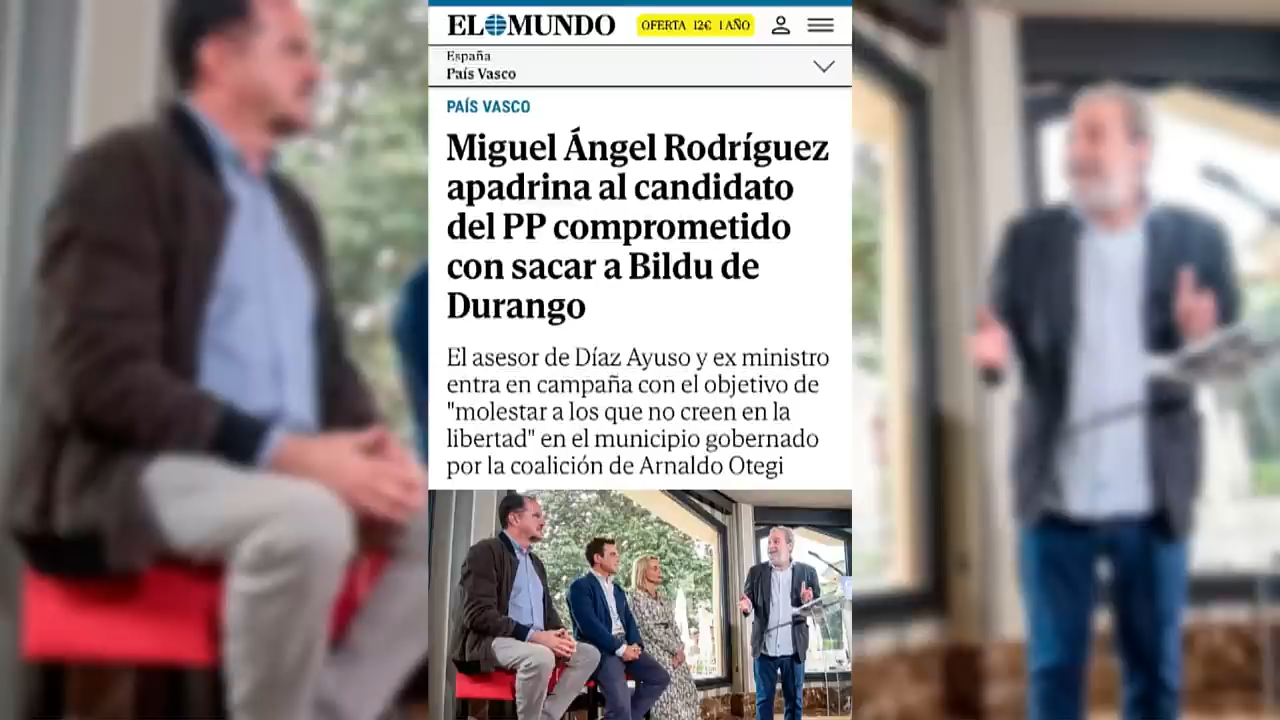 EL MUNDO
OFERTA 12€ 1 AÑO
España
País Vasco
PAÍS VASCO
Miguel Ángel Rodríguez
apadrina al candidato
del PP comprometido
con sacar a Bildu de
Durango
El asesor de Díaz Ayuso y ex ministro
entra en campaña con el objetivo de
"molestar a los que no creen en la
libertad" en el municipio gobernado
por la coalición de Arnaldo Otegi